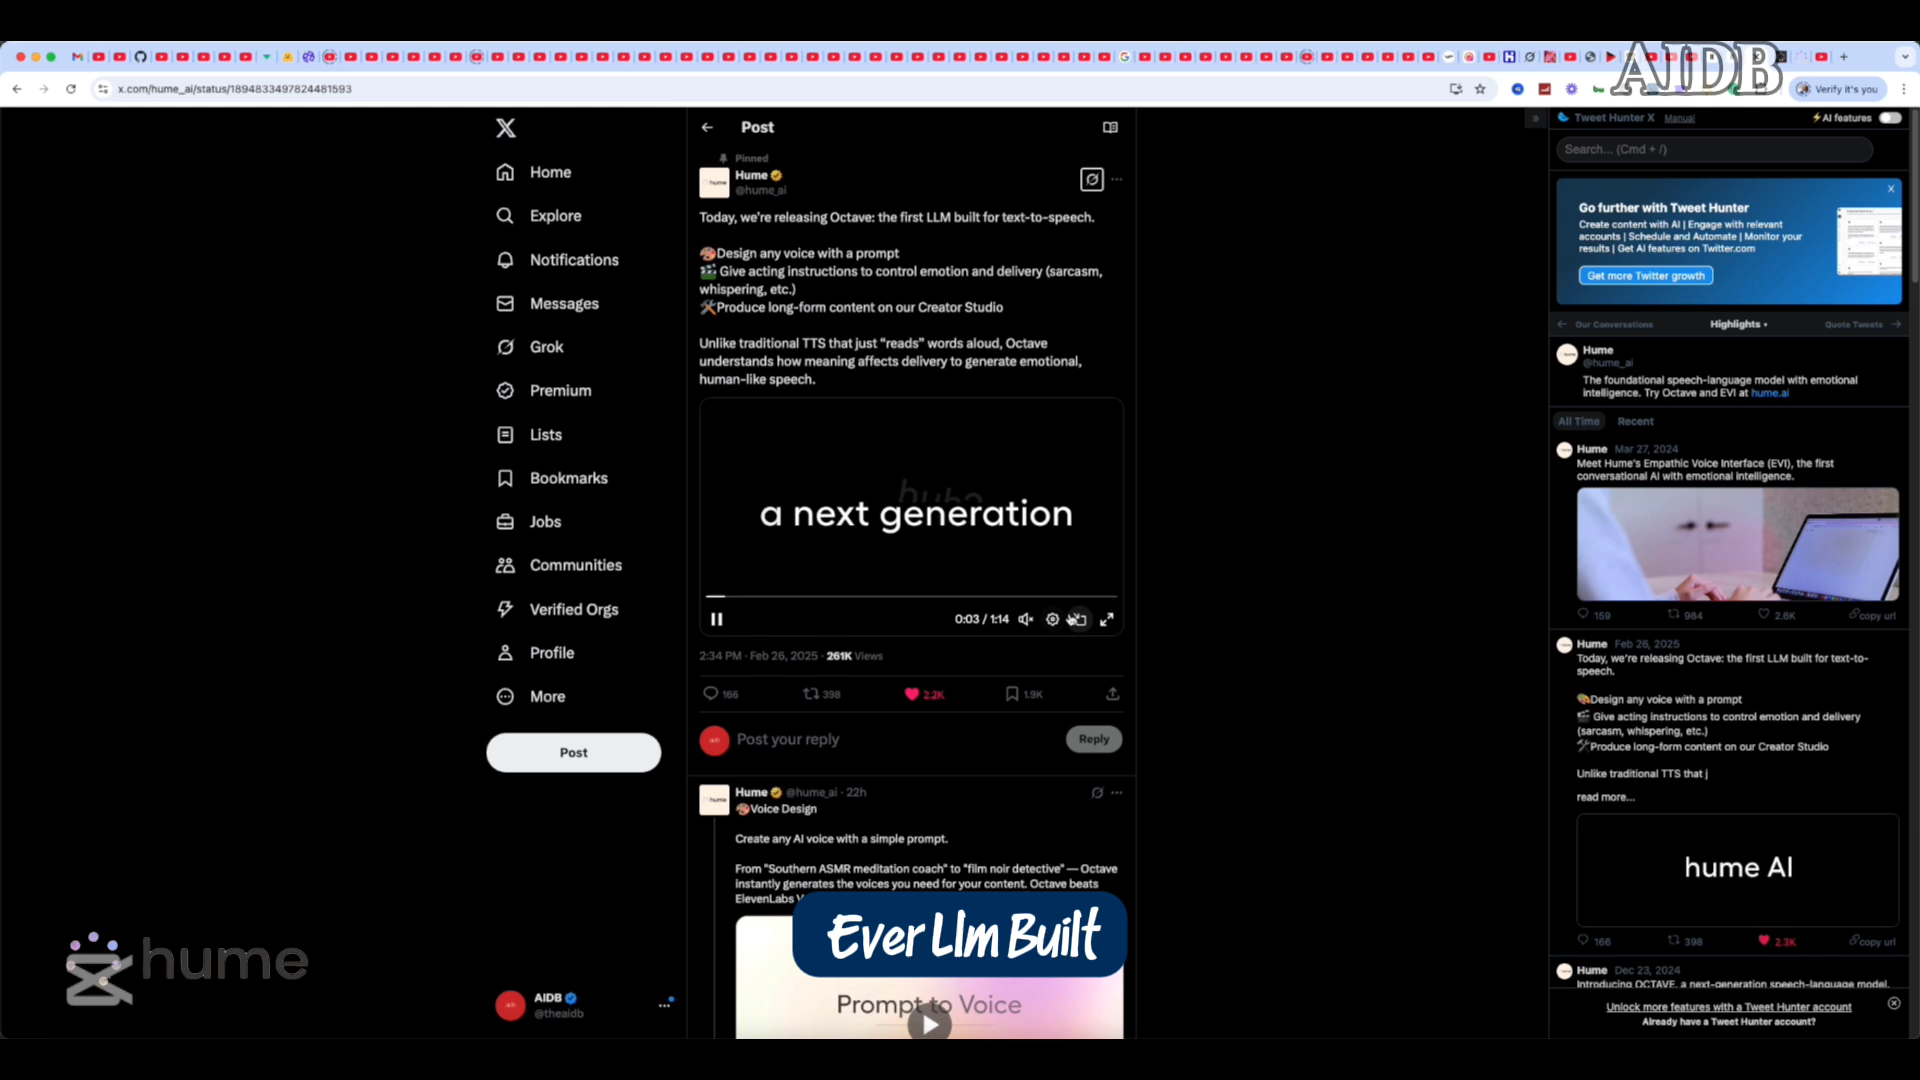 AIDB
x.com/hume_ai/status/1894833497824481593
Verify it's you
Home
Explore
Notifications
Messages
Grok
Premium
Lists
Bookmarks
Jobs
Communities
Verified Orgs
Profile
More
Post
AIDB
@theaidb
Post
Pinned
Hume
@hume_ai
Today, we're releasing Octave: the first LLM built for text-to-speech.
🎨Design any voice with a prompt
🎬 Give acting instructions to control emotion and delivery (sarcasm,
whispering, etc.)
🛠️Produce long-form content on our Creator Studio
Unlike traditional TTS that just “reads” words aloud, Octave
understands how meaning affects delivery to generate emotional,
human-like speech.
a next generation
0:03 / 1:14
2:34 PM · Feb 26, 2025 · 261K Views
166
398
2.2K
1.9K
Post your reply
Reply
Hume @hume_ai · 22h
🎨Voice Design
Create any AI voice with a simple prompt.
From "Southern ASMR meditation coach" to "film noir detective" — Octave
instantly generates the voices you need for your content. Octave beats
ElevenLabs
Ever Llm Built
Prompt to Voice
Tweet Hunter X
Manual
⚡AI features
Search... (Cmd + /)
Go further with Tweet Hunter
X
Create content with AI | Engage with relevant
accounts | Schedule and Automate | Monitor your
results | Get AI features on Twitter.com
Get more Twitter growth
Our Conversations
Highlights
Quote Tweets
Hume
@hume_ai
The foundational speech-language model with emotional
intelligence. Try Octave and EVI at hume.ai
All Time
Recent
Hume Mar 27, 2024
Meet Hume's Empathic Voice Interface (EVI), the first
conversational AI with emotional intelligence.
159
984
2.6K
copy url
Hume Feb 26, 2025
Today, we're releasing Octave: the first LLM built for text-to-
speech.
🎨Design any voice with a prompt
🎬 Give acting instructions to control emotion and delivery
(sarcasm, whispering, etc.)
🛠️Produce long-form content on our Creator Studio
Unlike traditional TTS that j
read more...
hume AI
166
398
2.3K
copy url
Hume Dec 23, 2024
Introducing OCTAVE, a next-generation speech-language model.
Unlock more features with a Tweet Hunter account
Already have a Tweet Hunter account?
hume